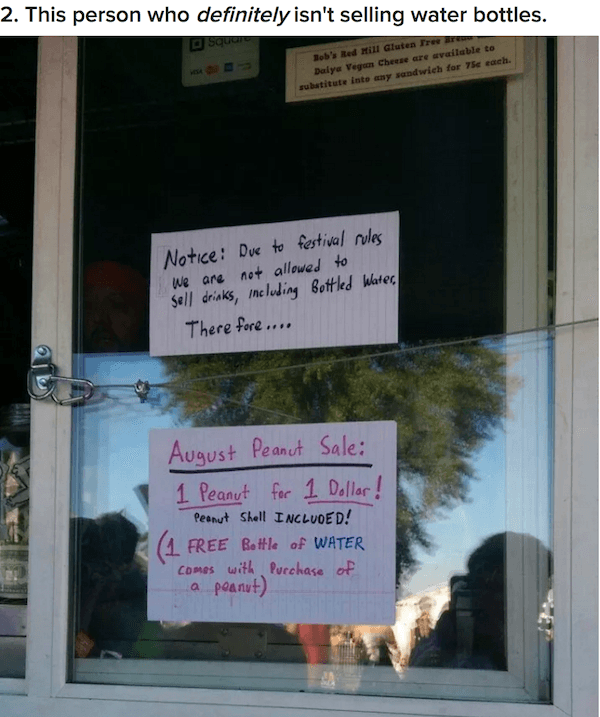 2. This person who definitely isn't selling water bottles.
Square
VISA
Bob's Red Mill Gluten Free
Daiya Vegan Cheese are available to
substitute into any sandwich for 75¢ each.
Notice: Due to festival rules
We are not allowed to
Sell drinks, including Bottled Water,
There fore....
August Peanut Sale:
1 Peanut for 1 Dollar!
Peanut Shell INCLUDED!
(1 FREE Bottle of WATER
Comes with Purchase of
a peanut)